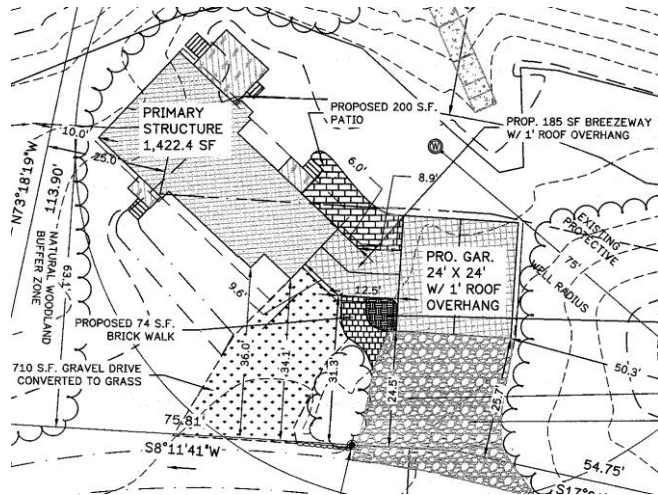 PRIMARY
STRUCTURE
1,422.4 SF
PROPOSED 200 S.F.
PATIO
PROP. 185 SF BREEZEWAY
W/ 1' ROOF OVERHANG
10.0'
25.0'
6.0'
8.9'
W
N73°18'19"W
113.90'
NATURAL WOODLAND
BUFFER ZONE
63.1'
EXISTING
PROTECTIVE
WELL RADIUS
75'
PRO. GAR.
24' X 24'
W/ 1' ROOF
OVERHANG
9.6'
12.5'
PROPOSED 74 S.F.
BRICK WALK
710 S.F. GRAVEL DRIVE
CONVERTED TO GRASS
36.0'
34.1'
31.3'
24.5'
25.7'
50.3'
75.81'
S8°11'41"W
54.75'